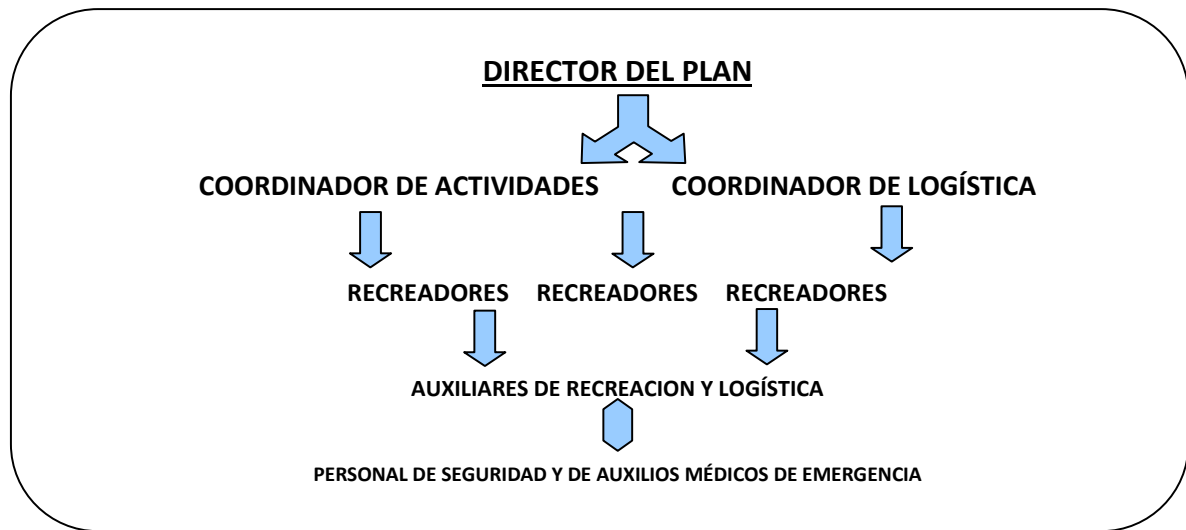 DIRECTOR DEL PLAN
COORDINADOR DE ACTIVIDADES COORDINADOR DE LOGÍSTICA
RECREADORES RECREADORES RECREADORES
AUXILIARES DE RECREACION Y LOGÍSTICA
PERSONAL DE SEGURIDAD Y DE AUXILIOS MÉDICOS DE EMERGENCIA